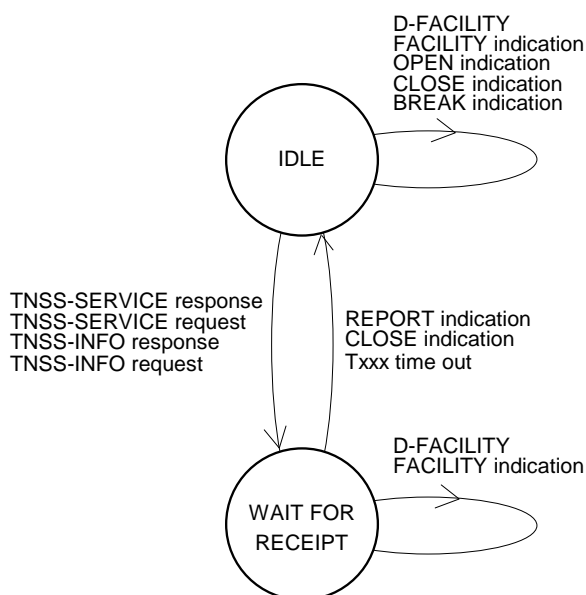 D-FACILITY
FACILITY indication
OPEN indication
CLOSE indication
BREAK indication
IDLE
TNSS-SERVICE response
TNSS-SERVICE request
TNSS-INFO response
TNSS-INFO request
REPORT indication
CLOSE indication
Txxx time out
D-FACILITY
FACILITY indication
WAIT FOR
RECEIPT